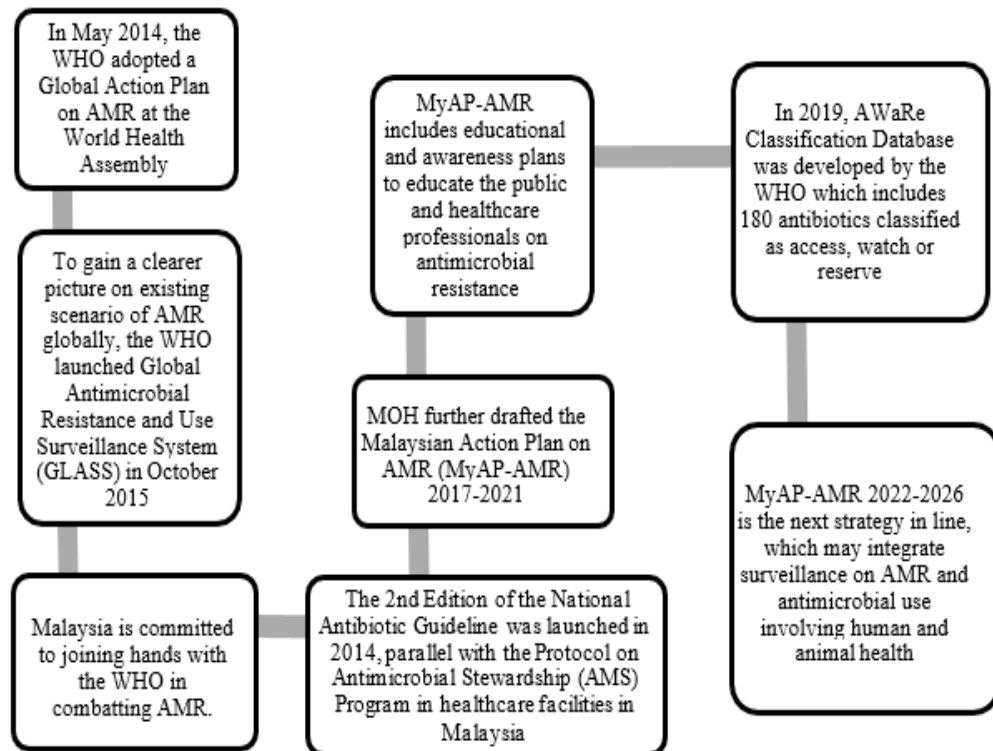 In May 2014, the
WHO adopted a
Global Action Plan
on AMR at the
World Health
Assembly
To gain a clearer
picture on existing
scenario of AMR
globally, the WHO
launched Global
Antimicrobial
Resistance and Use
Surveillance System
(GLASS) in October
2015
Malaysia is committed
to joining hands with
the WHO in
combatting AMR.
The 2nd Edition of the National
Antibiotic Guideline was launched in
2014, parallel with the Protocol on
Antimicrobial Stewardship (AMS)
Program in healthcare facilities in
Malaysia
MOH further drafted the
Malaysian Action Plan on
AMR (MyAP-AMR)
2017-2021
MyAP-AMR
includes educational
and awareness plans
to educate the public
and healthcare
professionals on
antimicrobial
resistance
In 2019, AWaRe
Classification Database
was developed by the
WHO which includes
180 antibiotics classified
as access, watch or
reserve
MyAP-AMR 2022-2026
is the next strategy in line,
which may integrate
surveillance on AMR and
antimicrobial use
involving human and
animal health